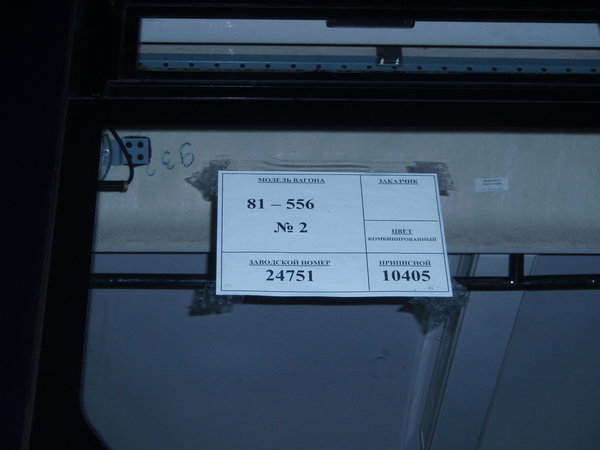 МОДЕЛЬ ВАГОНА
81 – 556
№ 2
ЗАКАЗЧИК
ЦВЕТ
КОМБИНИРОВАННЫЙ
ЗАВОДСКОЙ НОМЕР
24751
ПРИПИСНОЙ
10405